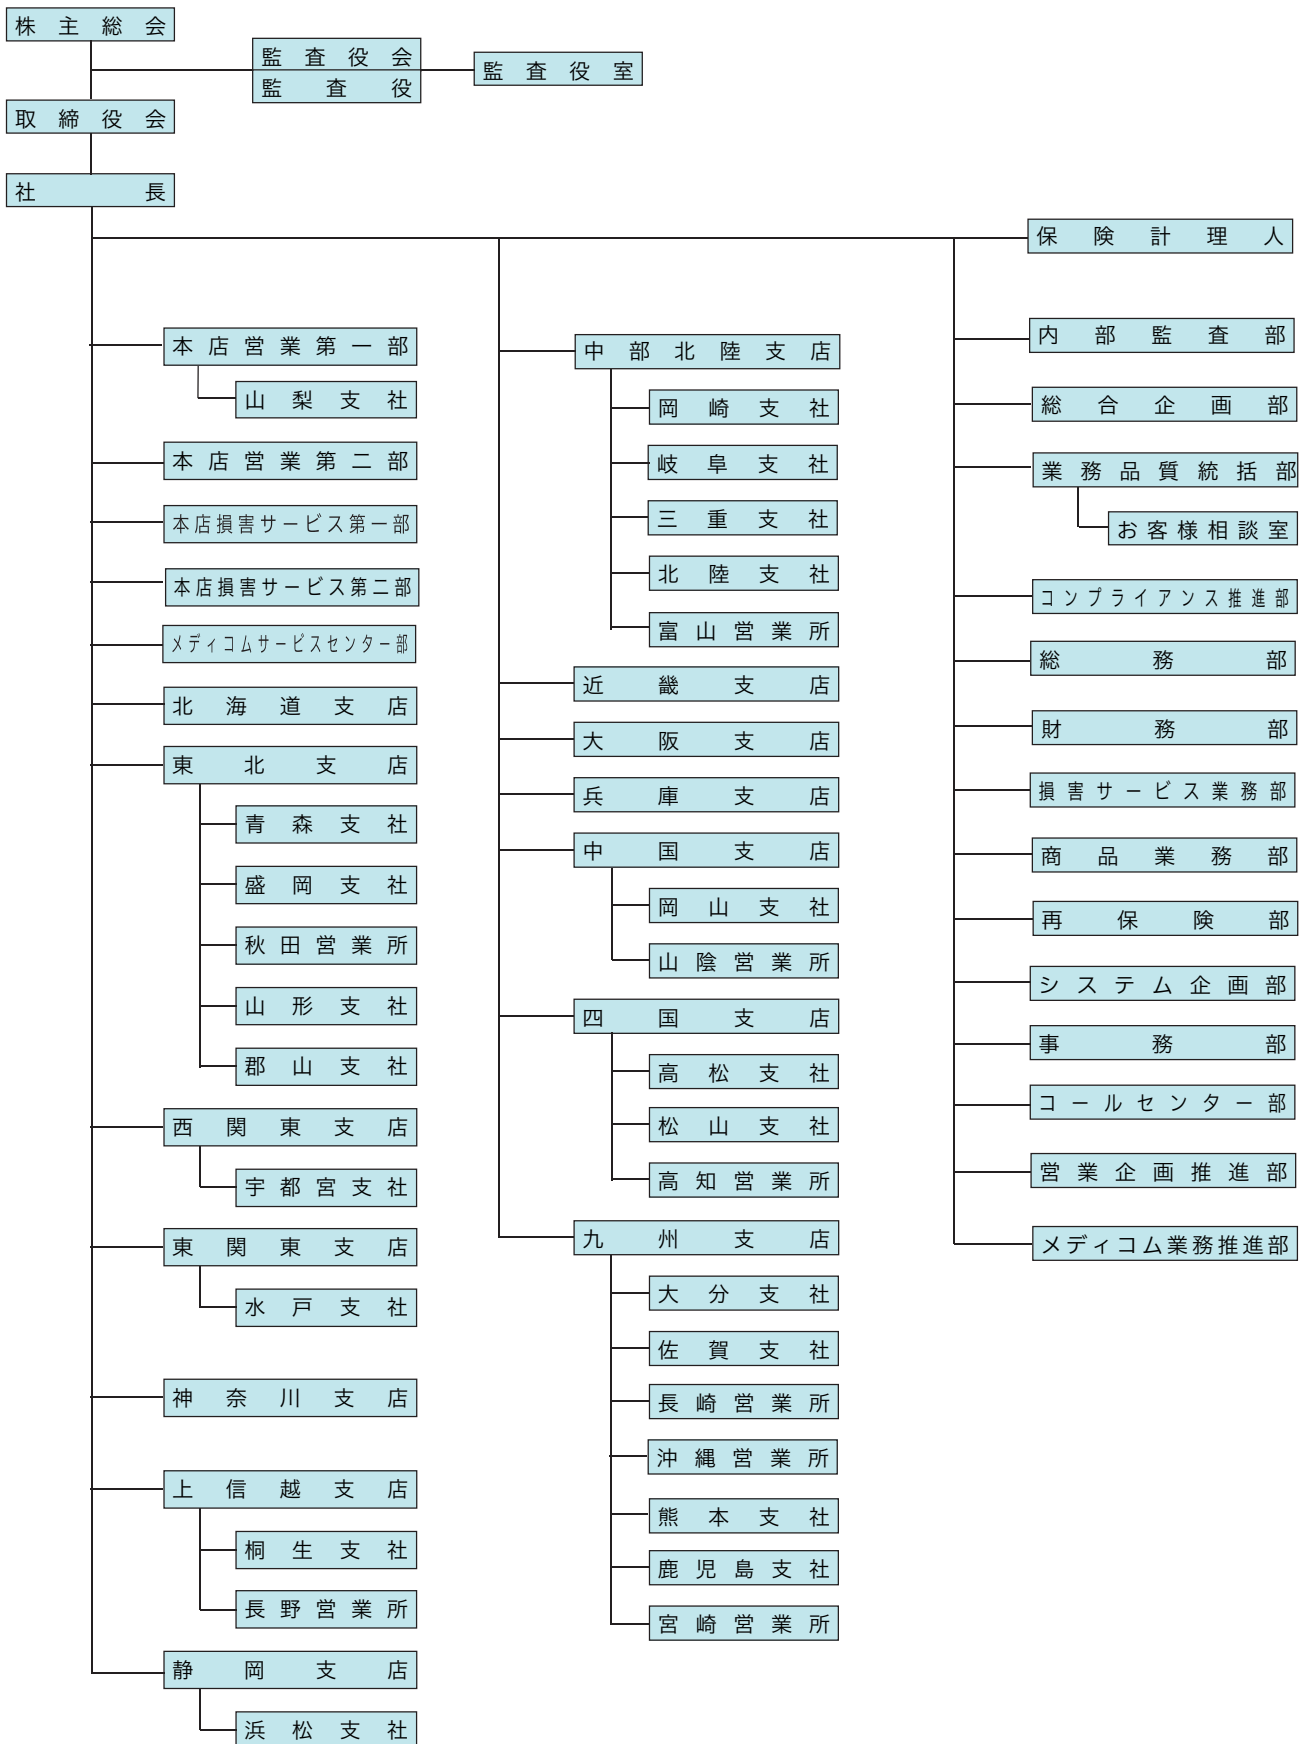 株主総会
監査役会
監査役
監査役室
取締役会
社長
本店営業第一部
山梨支社
本店営業第二部
本店損害サービス第一部
本店損害サービス第二部
メディコムサービスセンター部
北海道支店
東北支店
青森支社
盛岡支社
秋田営業所
山形支社
郡山支社
西関東支店
宇都宮支社
東関東支店
水戸支社
神奈川支店
上信越支店
桐生支社
長野営業所
静岡支店
浜松支社
中部北陸支店
岡崎支社
岐阜支社
三重支社
北陸支社
富山営業所
近畿支店
大阪支店
兵庫支店
中国支店
岡山支社
山陰営業所
四国支店
高松支社
松山支社
高知営業所
九州支店
大分支社
佐賀支社
長崎営業所
沖縄営業所
熊本支社
鹿児島支社
宮崎営業所
保険計理人
内部監査部
総合企画部
業務品質統括部
お客様相談室
コンプライアンス推進部
総務部
財務部
損害サービス業務部
商品業務部
再保険部
システム企画部
事務部
コールセンター部
営業企画推進部
メディコム業務推進部